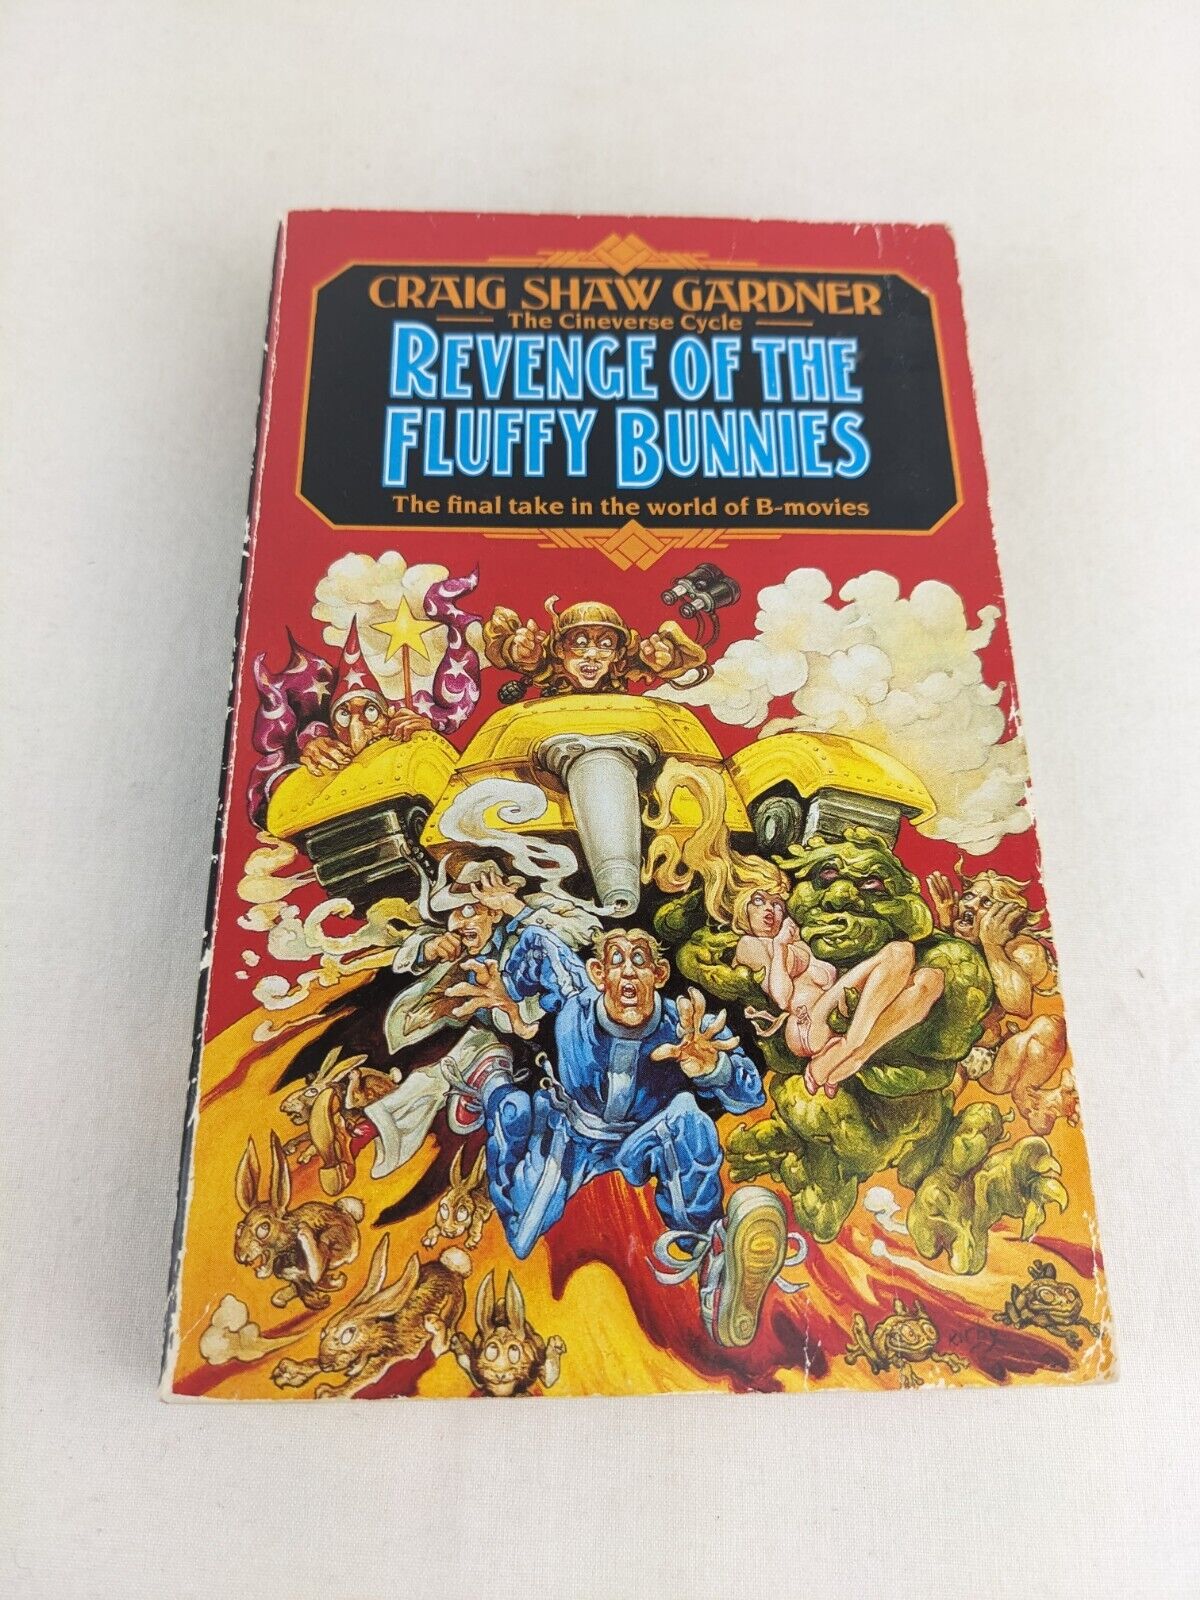 CRAIG SHAW GARDNER
The Cineverse Cycle
REVENGE OF THE
FLUFFY BUNNIES
The final take in the world of B-movies
KIRBY